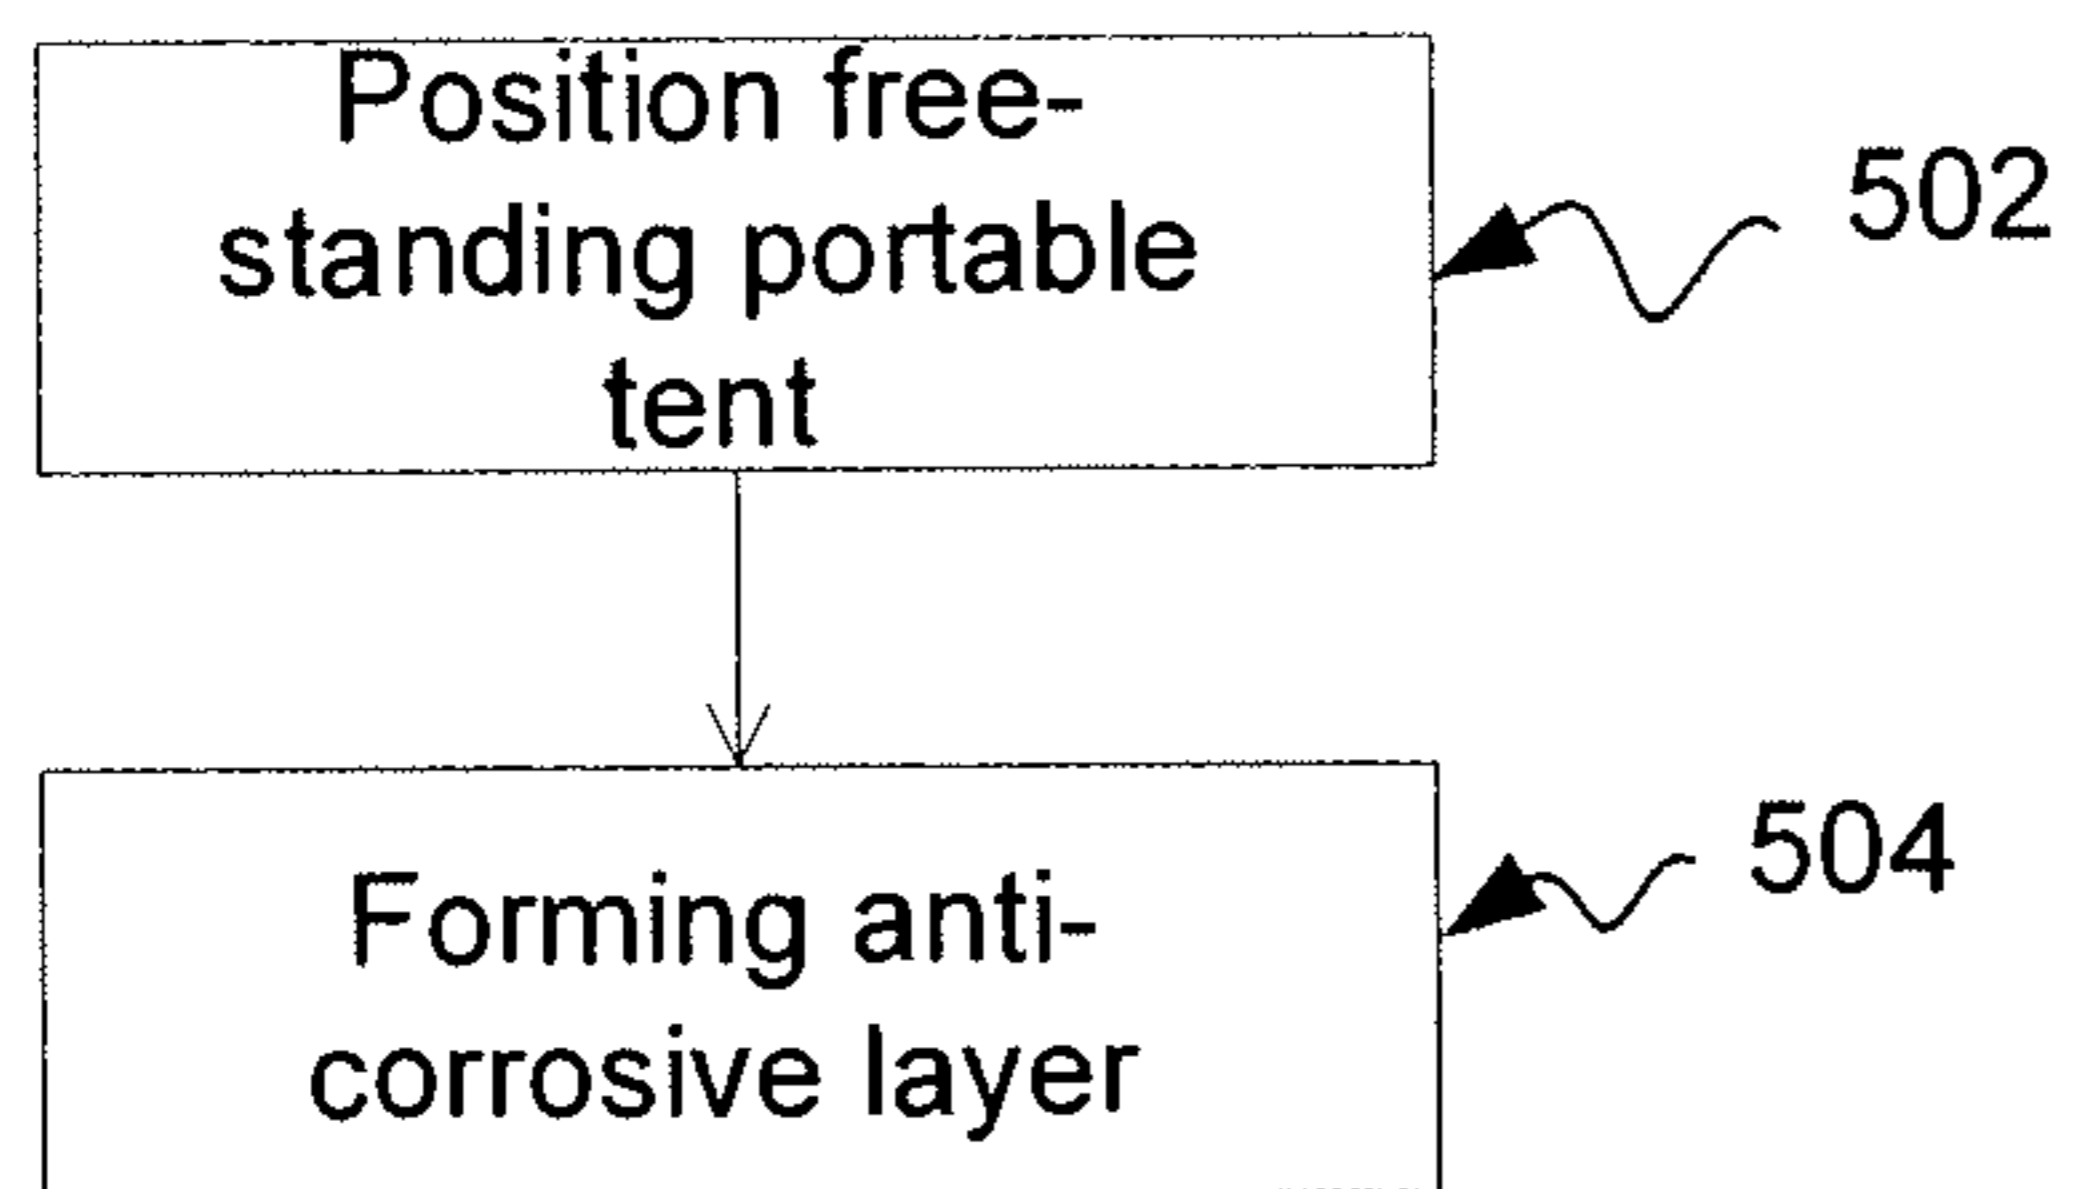 Position free-
standing portable
tent
502
Forming anti-
corrosive layer
504